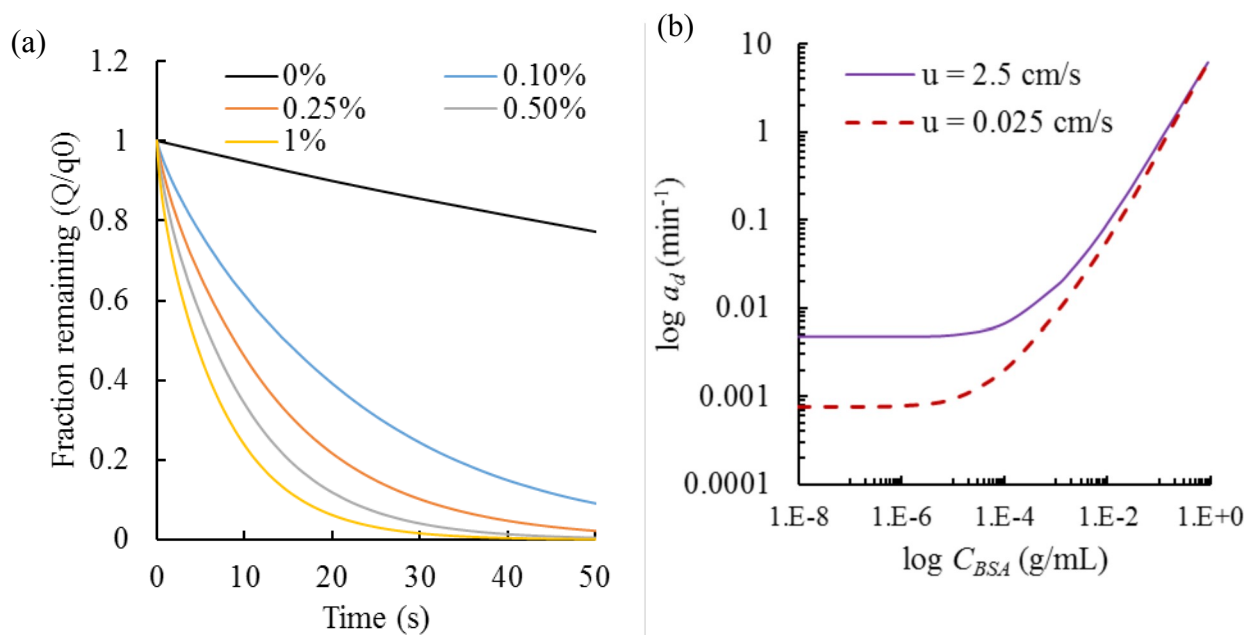 (a)
1.2
1
0.8
0.6
0.4
0.2
0
Fraction remaining (Q/q0)
0% 0.10%
0.25% 0.50%
1%
0 10 20 30 40 50
Time (s)
(b)
10
1
0.1
0.01
0.001
0.0001
log a_d (min⁻¹)
u = 2.5 cm/s
u = 0.025 cm/s
1.E-8 1.E-6 1.E-4 1.E-2 1.E+0
log C_BSA (g/mL)